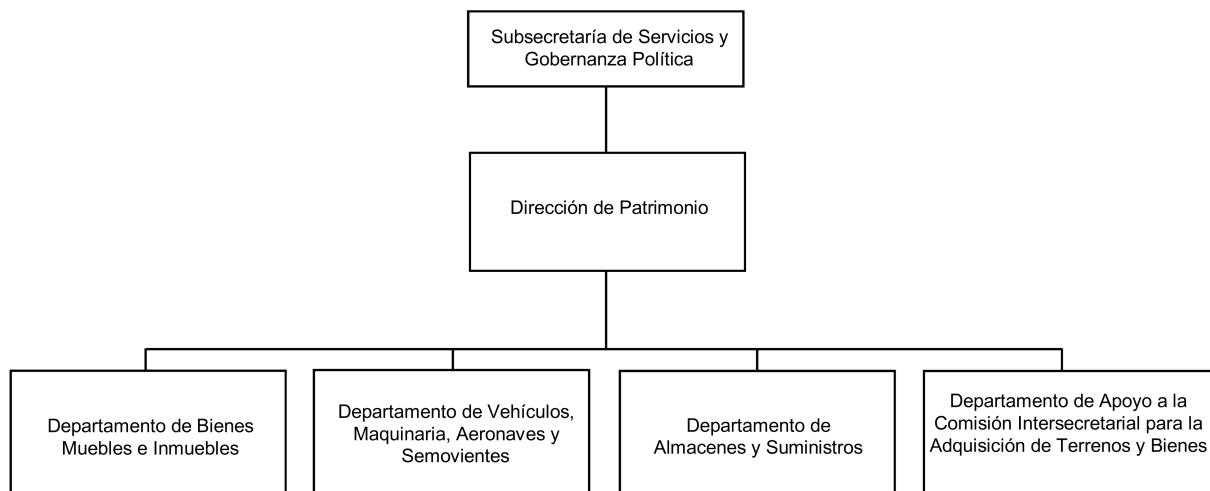 Subsecretaría de Servicios y
Gobernanza Política
Dirección de Patrimonio
Departamento de Bienes
Muebles e Inmuebles
Departamento de Vehículos,
Maquinaria, Aeronaves y
Semovientes
Departamento de
Almacenes y Suministros
Departamento de Apoyo a la
Comisión Intersecretarial para la
Adquisición de Terrenos y Bienes